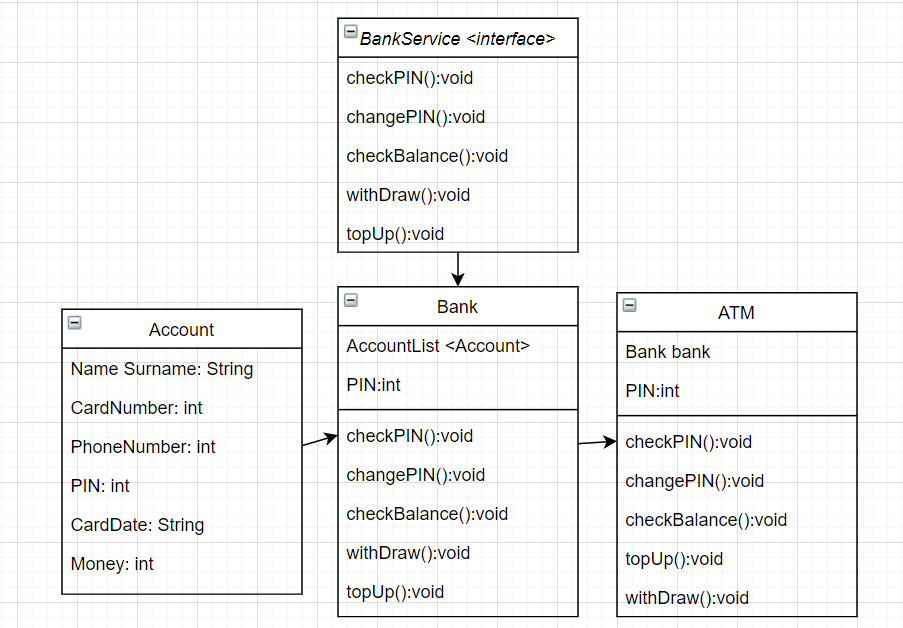 BankService <interface>
checkPIN():void
changePIN():void
checkBalance():void
withDraw():void
topUp():void
Account
Name Surname: String
CardNumber: int
PhoneNumber: int
PIN: int
CardDate: String
Money: int
Bank
AccountList <Account>
PIN:int
checkPIN():void
changePIN():void
checkBalance():void
withDraw():void
topUp():void
ATM
Bank bank
PIN:int
checkPIN():void
changePIN():void
checkBalance():void
topUp():void
withDraw():void